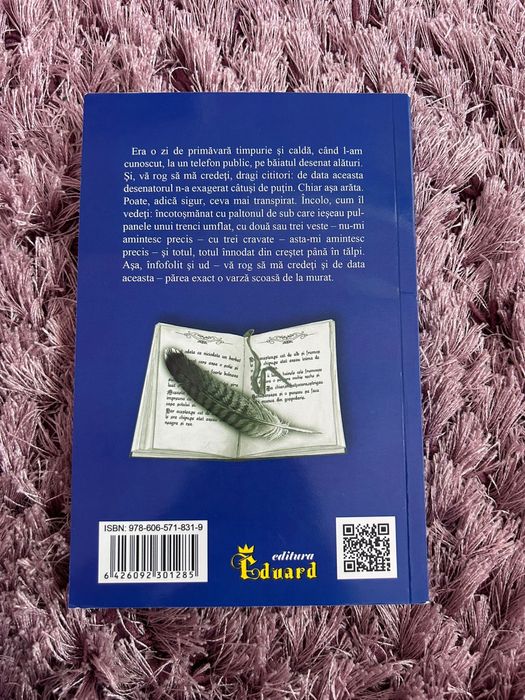 Era o zi de primăvară timpurie și caldă, când l-am
cunoscut, la un telefon public, pe băiatul desenat alături.
Și, vă rog să mă credeți, dragi cititori: de data aceasta
desenatorul n-a exagerat câtuși de puțin. Chiar așa arăta.
Poate, adică sigur, ceva mai transpirat. Încolo, cum îl
vedeți: încotoșmănat cu paltonul de sub care ieșeau pul-
panele unui trenci umflat, cu două sau trei veste – nu-mi
amintesc precis – cu trei cravate – asta-mi amintesc
precis – și totul, totul înnodat din creștet până în tălpi.
Așa, înfofolit și ud – vă rog să mă credeți și de data
aceasta – părea exact o varză scoasă de la murat.
ISBN: 978-606-571-831-9
6 426092 301285
editura
Eduard